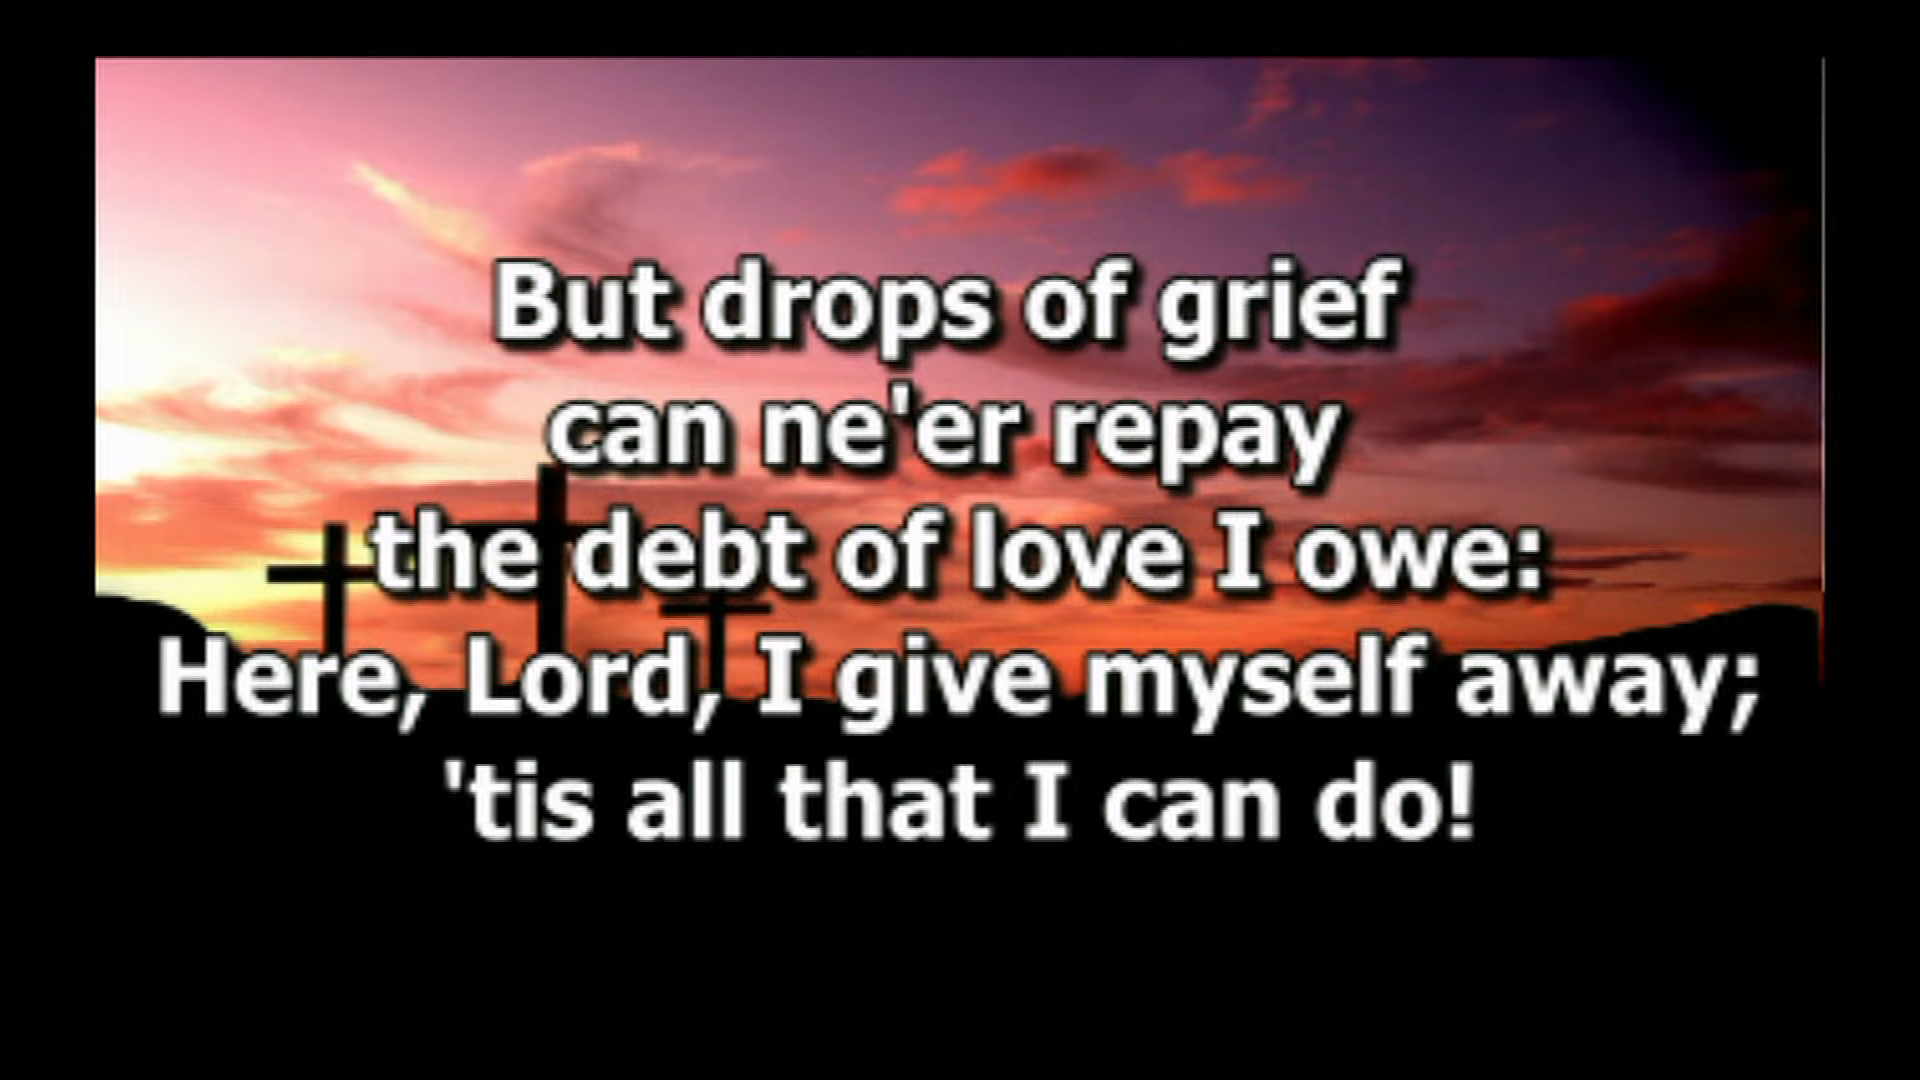 But drops of grief
can ne'er repay
the debt of love I owe:
Here, Lord, I give myself away;
'tis all that I can do!